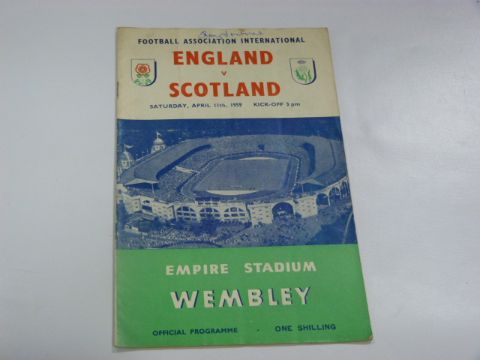 FOOTBALL ASSOCIATION INTERNATIONAL
ENGLAND
v
SCOTLAND
SATURDAY, APRIL 11th, 1959 KICK-OFF 3 pm
EMPIRE STADIUM
WEMBLEY
OFFICIAL PROGRAMME ONE SHILLING